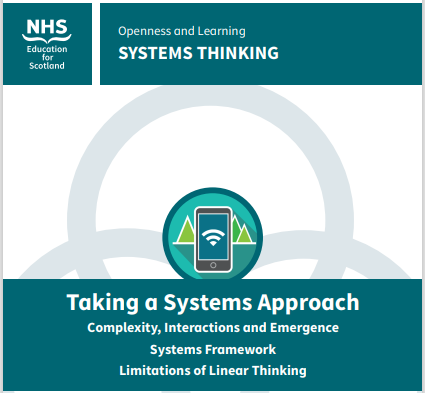 NHS
Education
for
Scotland
Openness and Learning
SYSTEMS THINKING
Taking a Systems Approach
Complexity, Interactions and Emergence
Systems Framework
Limitations of Linear Thinking